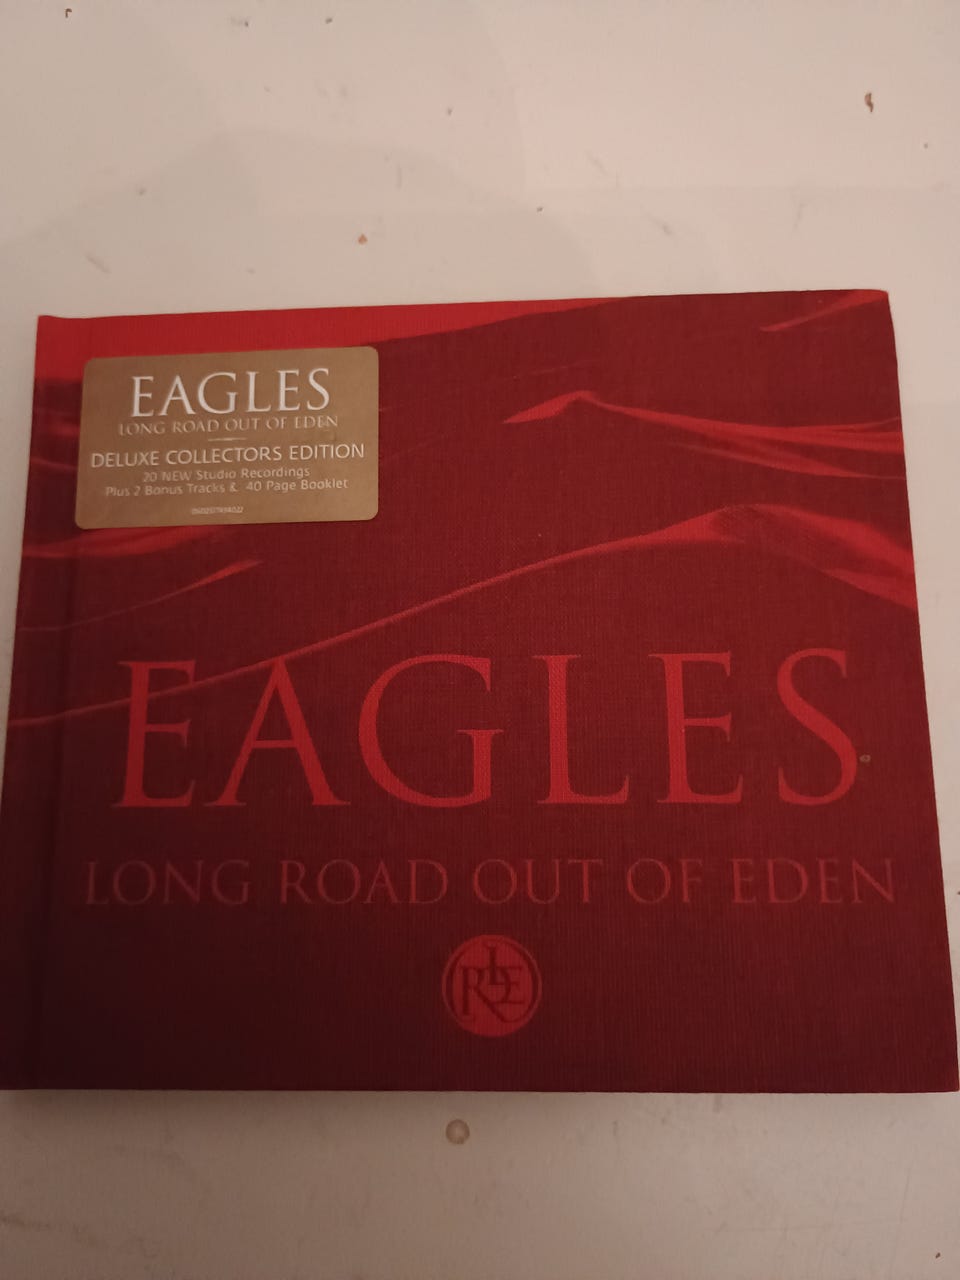 EAGLES
LONG ROAD OUT OF EDEN
DELUXE COLLECTORS EDITION
20 NEW Studio Recordings
Plus 2 Bonus Tracks & 40 Page Booklet
EAGLES
LONG ROAD OUT OF EDEN